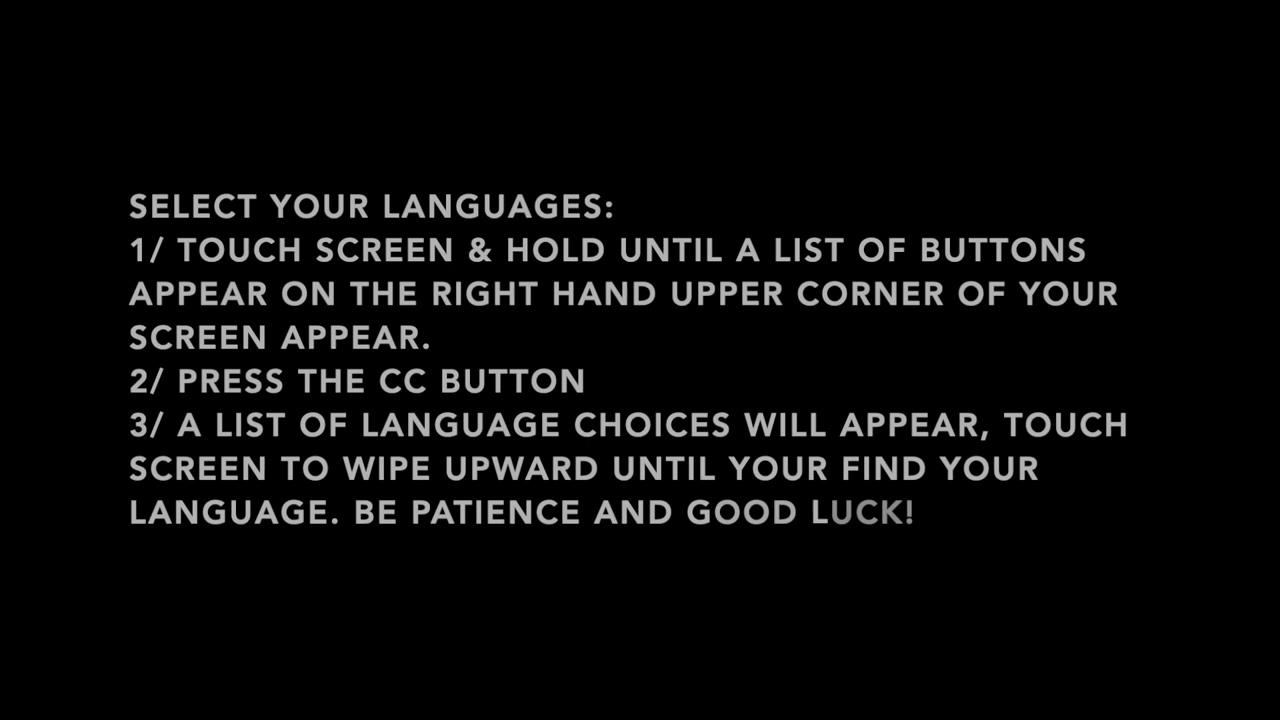 SELECT YOUR LANGUAGES:
1/ TOUCH SCREEN & HOLD UNTIL A LIST OF BUTTONS
APPEAR ON THE RIGHT HAND UPPER CORNER OF YOUR
SCREEN APPEAR.
2/ PRESS THE CC BUTTON
3/ A LIST OF LANGUAGE CHOICES WILL APPEAR, TOUCH
SCREEN TO WIPE UPWARD UNTIL YOUR FIND YOUR
LANGUAGE. BE PATIENCE AND GOOD LUCK!